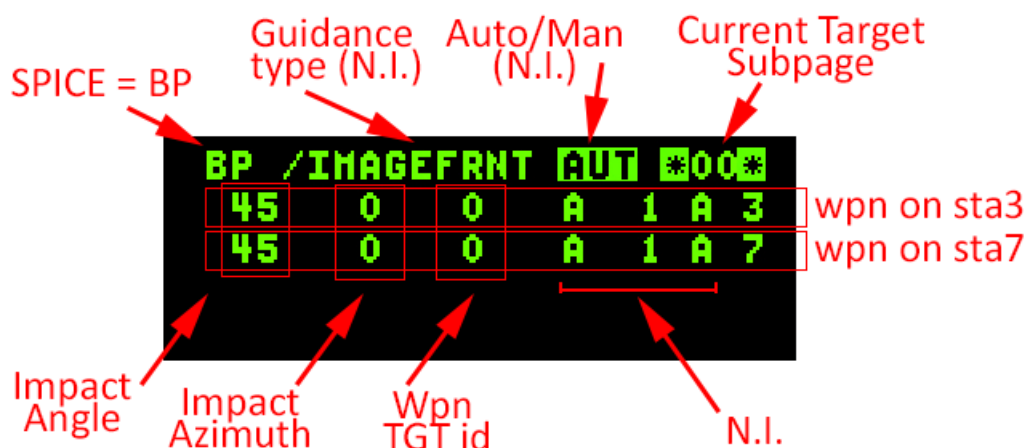 Guidance
type (N.I.)
Auto/Man
(N.I.)
Current Target
Subpage
SPICE = BP
BP /IMAGEFRNT AUT *00*
45 0 0 A 1 A 3
wpn on sta3
45 0 0 A 1 A 7
wpn on sta7
Impact
Angle
Impact
Azimuth
Wpn
TGT id
N.I.